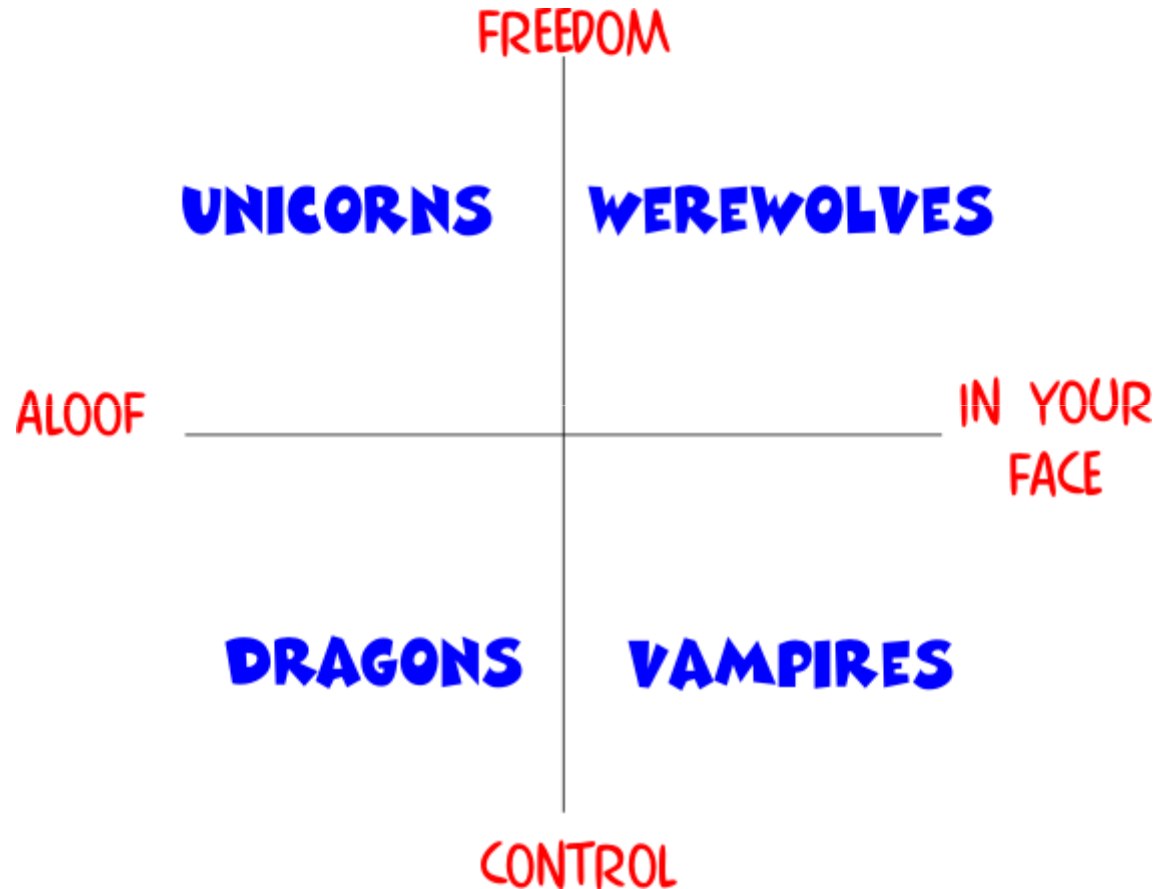 FREEDOM
UNICORNS
WEREWOLVES
ALOOF
IN YOUR
FACE
DRAGONS
VAMPIRES
CONTROL